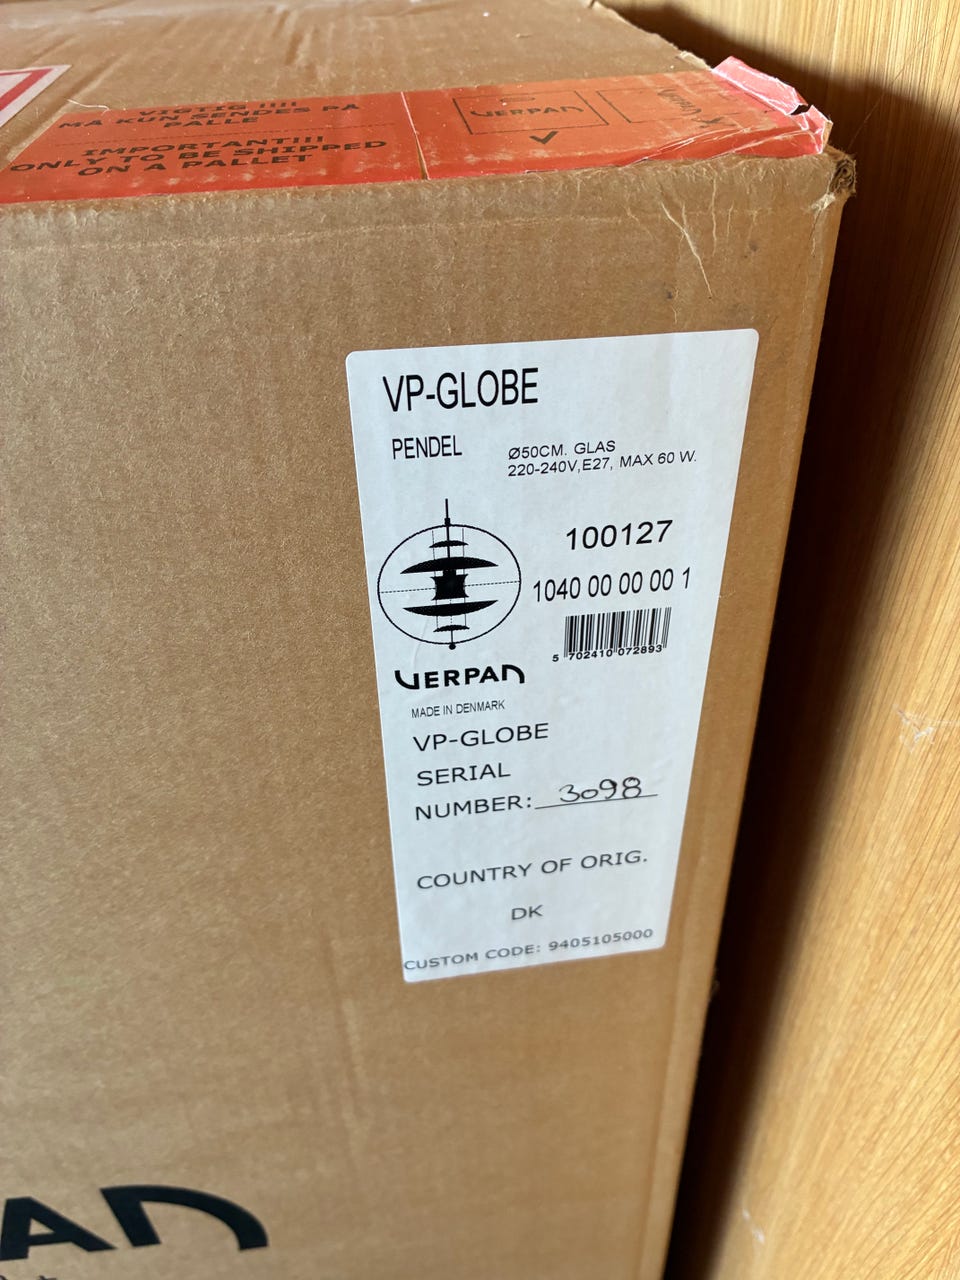 VIGTIG !!!!
MÅ KUN SENDES PÅ
PALLE
IMPORTANT!!!
ONLY TO BE SHIPPED
ON A PALLET
VERPAN
VERPAN
VP-GLOBE
PENDEL
Ø50CM. GLAS
220-240V,E27, MAX 60 W.
100127
1040 00 00 00 1
5 702410 072893
VERPAN
MADE IN DENMARK
VP-GLOBE
SERIAL
NUMBER: 3098
COUNTRY OF ORIG.
DK
CUSTOM CODE: 9405105000
PAN